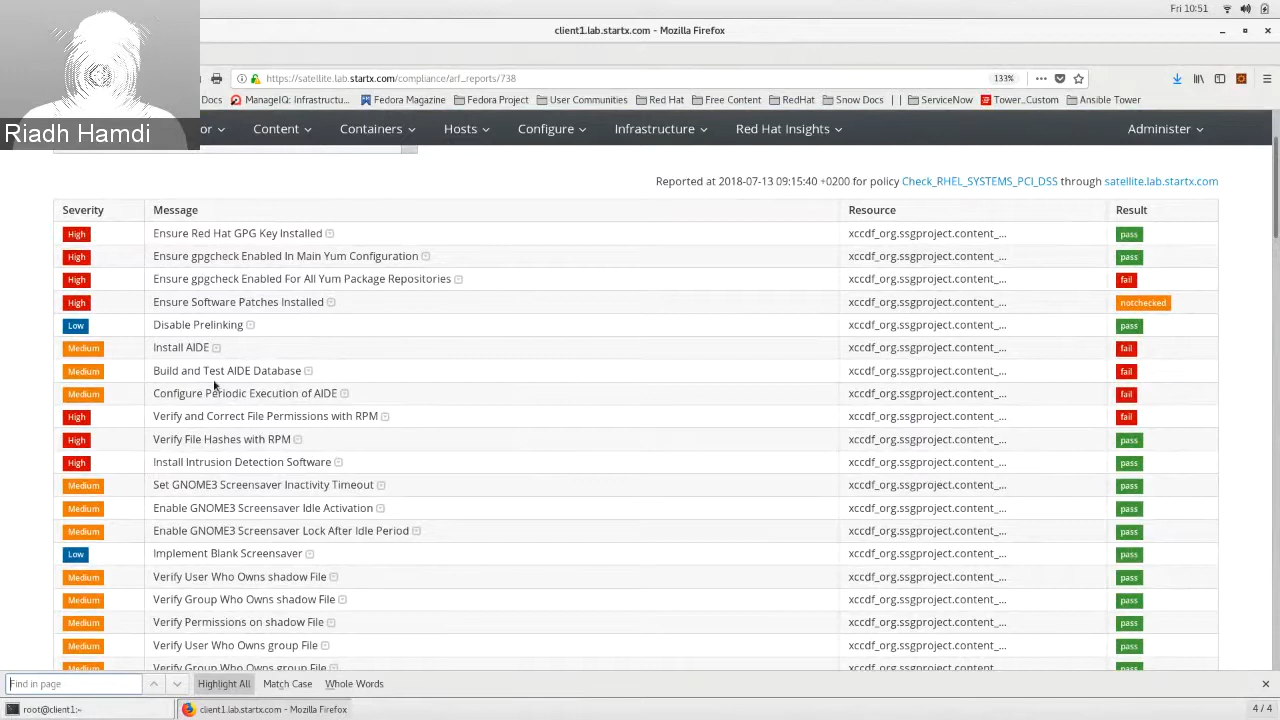 Fri 10:51
client1.lab.startx.com - Mozilla Firefox
https://satellite.lab.startx.com/compliance/arf_reports/738
133%
Docs ManageIQ: Infrastructu... Fedora Magazine Fedora Project User Communities Red Hat Free Content RedHat Snow Docs ServiceNow Tower_Custom Ansible Tower
Riadh Hamdi
or Content Containers Hosts Configure Infrastructure Red Hat Insights Administer
Reported at 2018-07-13 09:15:40 +0200 for policy Check_RHEL_SYSTEMS_PCI_DSS through satellite.lab.startx.com
Severity Message Resource Result
High Ensure Red Hat GPG Key Installed xccdf_org.ssgproject.content_... pass
High Ensure gpgcheck Enabled In Main Yum Configuration xccdf_org.ssgproject.content_... pass
High Ensure gpgcheck Enabled For All Yum Package Repositories xccdf_org.ssgproject.content_... fail
High Ensure Software Patches Installed xccdf_org.ssgproject.content_... notchecked
Low Disable Prelinking xccdf_org.ssgproject.content_... pass
Medium Install AIDE xccdf_org.ssgproject.content_... fail
Medium Build and Test AIDE Database xccdf_org.ssgproject.content_... fail
Medium Configure Periodic Execution of AIDE xccdf_org.ssgproject.content_... fail
High Verify and Correct File Permissions with RPM xccdf_org.ssgproject.content_... fail
High Verify File Hashes with RPM xccdf_org.ssgproject.content_... pass
High Install Intrusion Detection Software xccdf_org.ssgproject.content_... pass
Medium Set GNOME3 Screensaver Inactivity Timeout xccdf_org.ssgproject.content_... pass
Medium Enable GNOME3 Screensaver Idle Activation xccdf_org.ssgproject.content_... pass
Medium Enable GNOME3 Screensaver Lock After Idle Period xccdf_org.ssgproject.content_... pass
Low Implement Blank Screensaver xccdf_org.ssgproject.content_... pass
Medium Verify User Who Owns shadow File xccdf_org.ssgproject.content_... pass
Medium Verify Group Who Owns shadow File xccdf_org.ssgproject.content_... pass
Medium Verify Permissions on shadow File xccdf_org.ssgproject.content_... pass
Medium Verify User Who Owns group File xccdf_org.ssgproject.content_... pass
Medium Verify Group Who Owns group File xccdf_org.ssgproject.content_... pass
Find in page Highlight All Match Case Whole Words
root@client1:~ client1.lab.startx.com - Mozilla Firefox 4 / 4